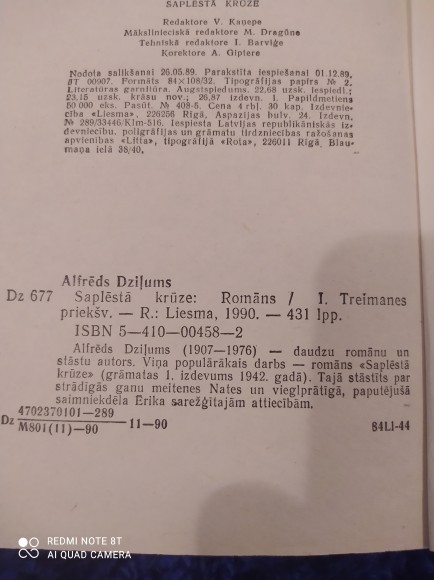 SAPLĒSTĀ KRŪZE
Redaktore V. Kaņepe
Mākslinieciskā redaktore M. Dragūne
Tehniskā redaktore I. Barviģe
Korektore A. Giptere
Nodota salikšanai 26.05.89. Parakstīta iespiešanai 01.12.89.
JT 00907. Formāts 84×108/32. Tipogrāfijas papīrs № 2.
Literatūras garnitūra. Augstspiedums. 22,68 uzsk. iespiedl.;
23,15 uzsk. krāsu nov.; 26,87 izdevn. l. Papildmetiens
50 000 eks. Pasūt. № 408-5. Cena 4 rbļ. 30 kap. Izdevnie-
cība «Liesma», 226256 Rīgā, Aspazijas bulv. 24. Izdevn.
№ 289/33446/Klm-516. Iespiesta Latvijas republikāniskās iz-
devniecību, poligrāfijas un grāmatu tirdzniecības ražošanas
apvienības «Litta», tipogrāfijā «Rota», 226011 Rīgā, Blau-
maņa ielā 38/40.
Alfrēds Dziļums
Dz 677 Saplēstā krūze: Romāns / I. Treimanes
priekšv. — R.: Liesma, 1990. — 431 lpp.
ISBN 5—410—00458—2
Alfrēds Dziļums (1907—1976) — daudzu romānu un
stāstu autors. Viņa populārākais darbs — romāns «Saplēstā
krūze» (grāmatas 1. izdevums 1942. gadā). Tajā stāstīts par
strādīgās ganu meitenes Nates un vieglprātīgā, paputējušā
saimniekdēla Ērika sarežģītajām attiecībām.
Dz 4702370101—289
M801(11)—90 11—90 84L1-44
REDMI NOTE 8T
AI QUAD CAMERA